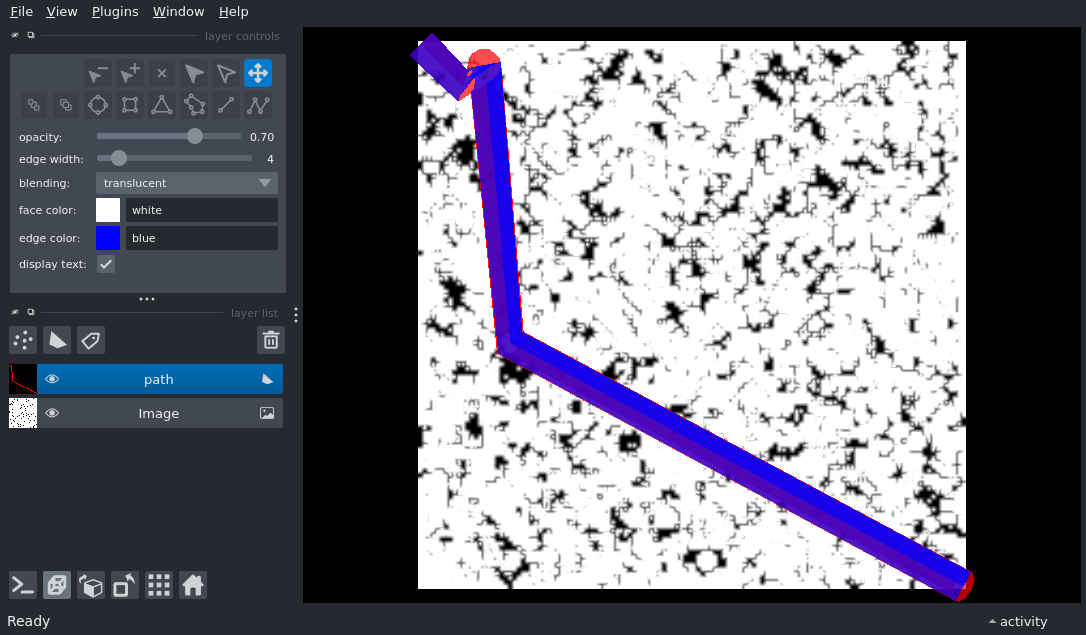 File View Plugins Window Help
layer controls
opacity: 0.70
edge width: 4
blending: translucent
face color: white
edge color: blue
display text:
layer list
path
Image
Ready
activity